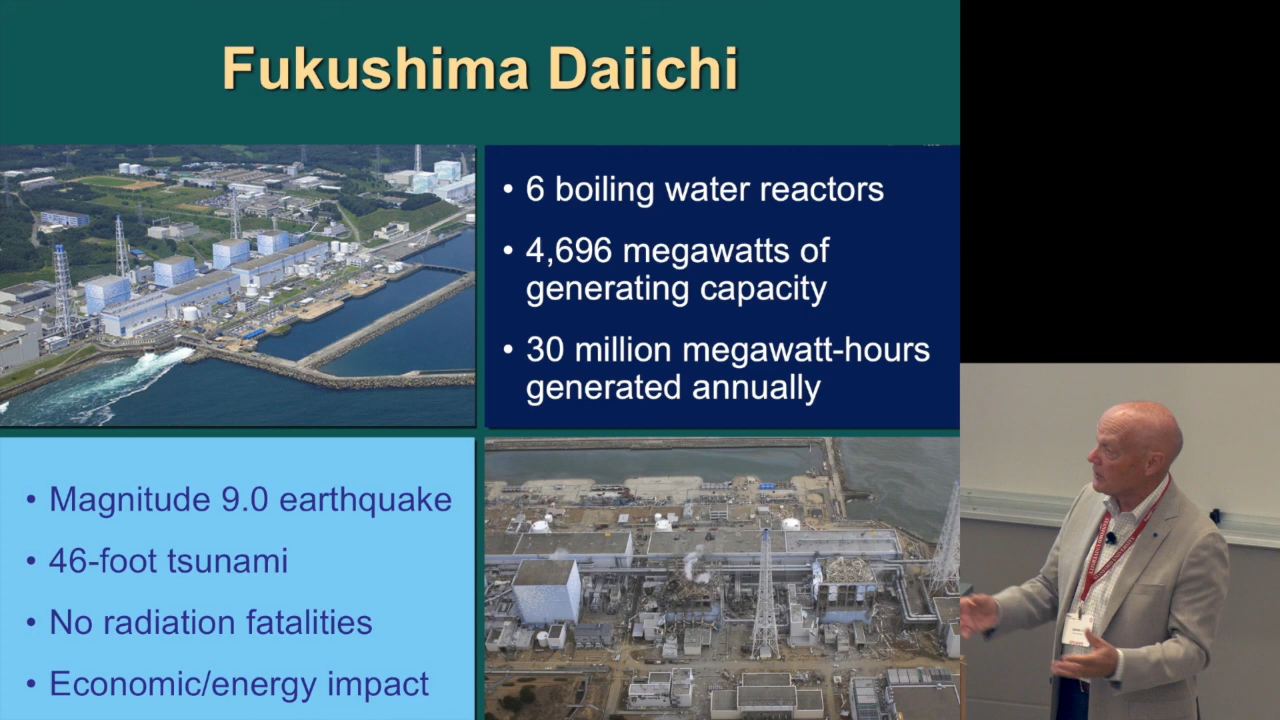 Fukushima Daiichi
• 6 boiling water reactors
• 4,696 megawatts of
generating capacity
• 30 million megawatt-hours
generated annually
• Magnitude 9.0 earthquake
• 46-foot tsunami
• No radiation fatalities
• Economic/energy impact